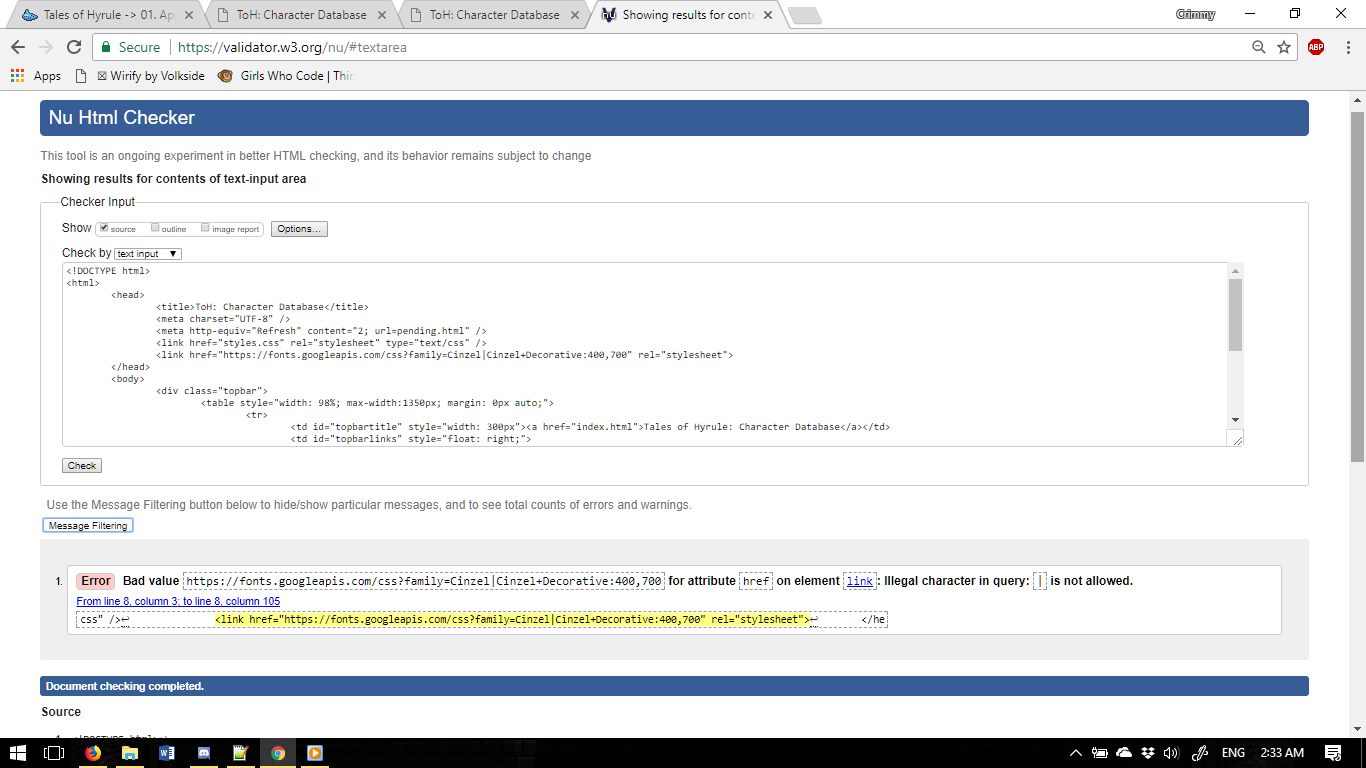 Tales of Hyrule -> 01. Ap
ToH: Character Database
ToH: Character Database
Showing results for conte
Crimmy
Secure
https://validator.w3.org/nu/#textarea
ABP
Apps
Wirify by Volkside
Girls Who Code | Thir
Nu Html Checker
This tool is an ongoing experiment in better HTML checking, and its behavior remains subject to change
Showing results for contents of text-input area
Checker Input
Show source outline image report Options...
Check by text input
<!DOCTYPE html>
<html>
<head>
<title>ToH: Character Database</title>
<meta charset="UTF-8" />
<meta http-equiv="Refresh" content="2; url=pending.html" />
<link href="styles.css" rel="stylesheet" type="text/css" />
<link href="https://fonts.googleapis.com/css?family=Cinzel|Cinzel+Decorative:400,700" rel="stylesheet">
</head>
<body>
<div class="topbar">
<table style="width: 98%; max-width:1350px; margin: 0px auto;">
<tr>
<td id="topbartitle" style="width: 300px"><a href="index.html">Tales of Hyrule: Character Database</a></td>
<td id="topbarlinks" style="float: right;">
Check
Use the Message Filtering button below to hide/show particular messages, and to see total counts of errors and warnings.
Message Filtering
1. Error Bad value https://fonts.googleapis.com/css?family=Cinzel|Cinzel+Decorative:400,700 for attribute href on element link: Illegal character in query: | is not allowed.
From line 8, column 3; to line 8, column 105
css" />↩ <link href="https://fonts.googleapis.com/css?family=Cinzel|Cinzel+Decorative:400,700" rel="stylesheet">↩ </he
Document checking completed.
Source
ENG 2:33 AM